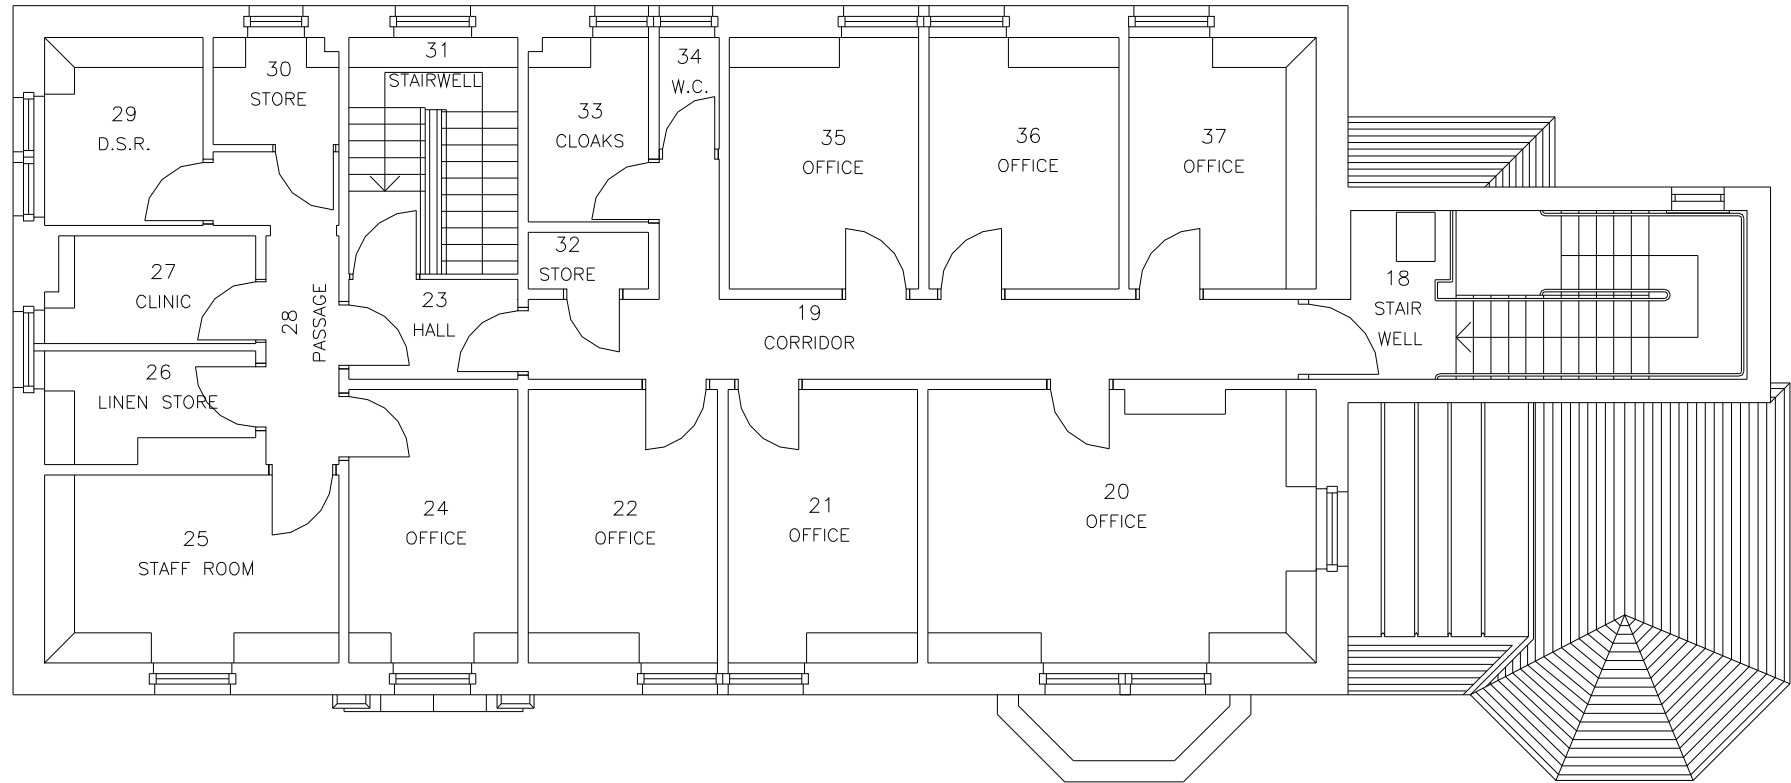 30
STORE
31
STAIRWELL
34
W.C.
29
D.S.R.
33
CLOAKS
35
OFFICE
36
OFFICE
37
OFFICE
32
STORE
27
CLINIC
28
PASSAGE
23
HALL
19
CORRIDOR
18
STAIR
WELL
26
LINEN STORE
25
STAFF ROOM
24
OFFICE
22
OFFICE
21
OFFICE
20
OFFICE